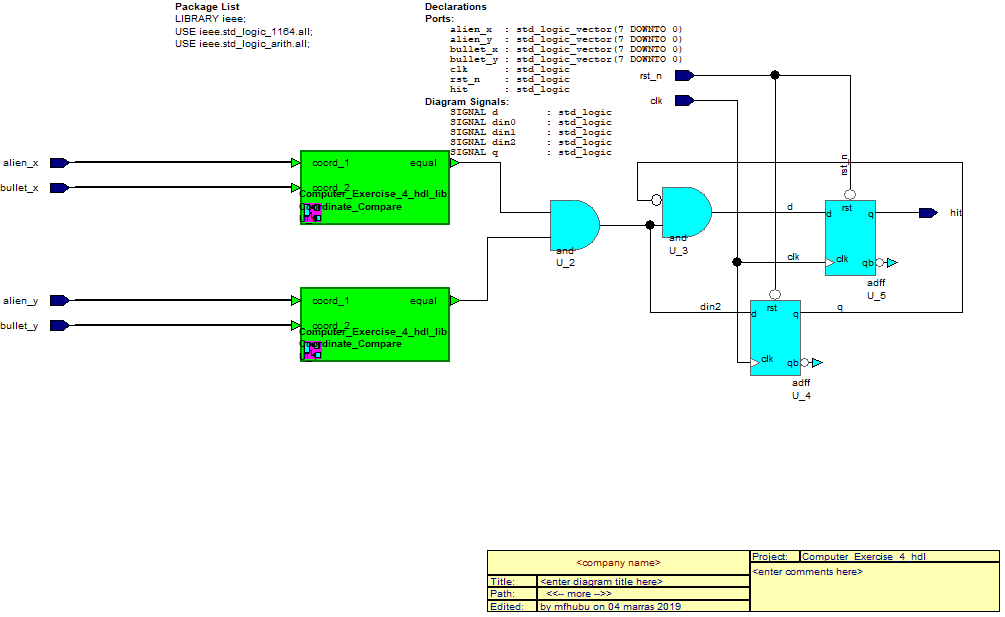 Package List
LIBRARY ieee;
USE ieee.std_logic_1164.all;
USE ieee.std_logic_arith.all;
Declarations
Ports:
alien_x : std_logic_vector(7 DOWNTO 0)
alien_y : std_logic_vector(7 DOWNTO 0)
bullet_x : std_logic_vector(7 DOWNTO 0)
bullet_y : std_logic_vector(7 DOWNTO 0)
clk : std_logic
rst_n : std_logic
hit : std_logic
Diagram Signals:
SIGNAL d : std_logic
SIGNAL din0 : std_logic
SIGNAL din1 : std_logic
SIGNAL din2 : std_logic
SIGNAL q : std_logic
rst_n
clk
alien_x
bullet_x
coord_1 equal
coord_2
Computer_Exercise_4_hdl_lib
Coordinate_Compare
and
U_2
and
U_3
d
rst_n
rst
d q
clk
clk
qb
adff
U_5
hit
alien_y
bullet_y
coord_1 equal
coord_2
Computer_Exercise_4_hdl_lib
Coordinate_Compare
din2
rst
d q
q
clk
qb
adff
U_4
<company name>
Title: <enter diagram title here>
Path: <<-- more -->>
Edited: by mfhubu on 04 marras 2019
Project: Computer_Exercise_4_hdl
<enter comments here>